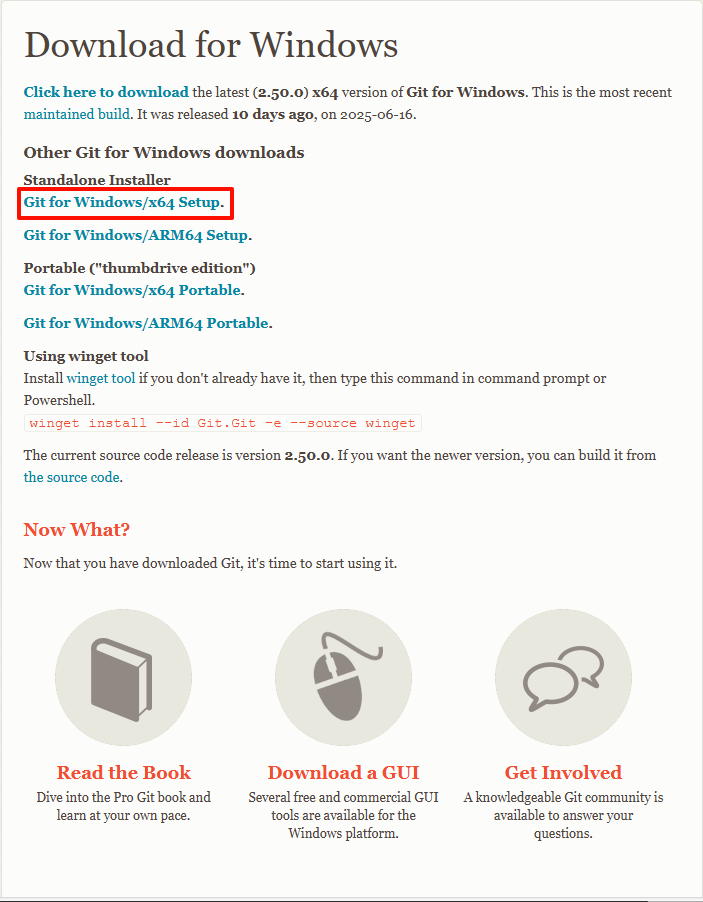 Download for Windows
Click here to download the latest (2.50.0) x64 version of Git for Windows. This is the most recent
maintained build. It was released 10 days ago, on 2025-06-16.
Other Git for Windows downloads
Standalone Installer
Git for Windows/x64 Setup.
Git for Windows/ARM64 Setup.
Portable ("thumbdrive edition")
Git for Windows/x64 Portable.
Git for Windows/ARM64 Portable.
Using winget tool
Install winget tool if you don't already have it, then type this command in command prompt or
Powershell.
winget install --id Git.Git -e --source winget
The current source code release is version 2.50.0. If you want the newer version, you can build it from
the source code.
Now What?
Now that you have downloaded Git, it's time to start using it.
Read the Book
Dive into the Pro Git book and
learn at your own pace.
Download a GUI
Several free and commercial GUI
tools are available for the
Windows platform.
Get Involved
A knowledgeable Git community is
available to answer your
questions.